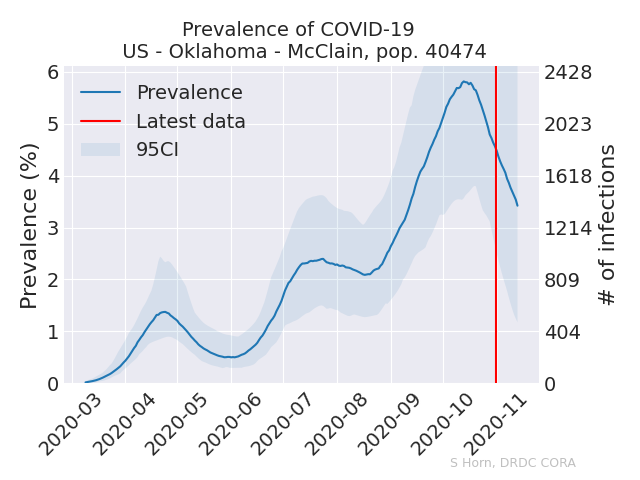 Prevalence of COVID-19
US - Oklahoma - McClain, pop. 40474
Prevalence
Latest data
95CI
Prevalence (%)
6
5
4
3
2
1
0
2428
2023
1618
1214
809
404
0
# of infections
2020-03
2020-04
2020-05
2020-06
2020-07
2020-08
2020-09
2020-10
2020-11
S Horn, DRDC CORA